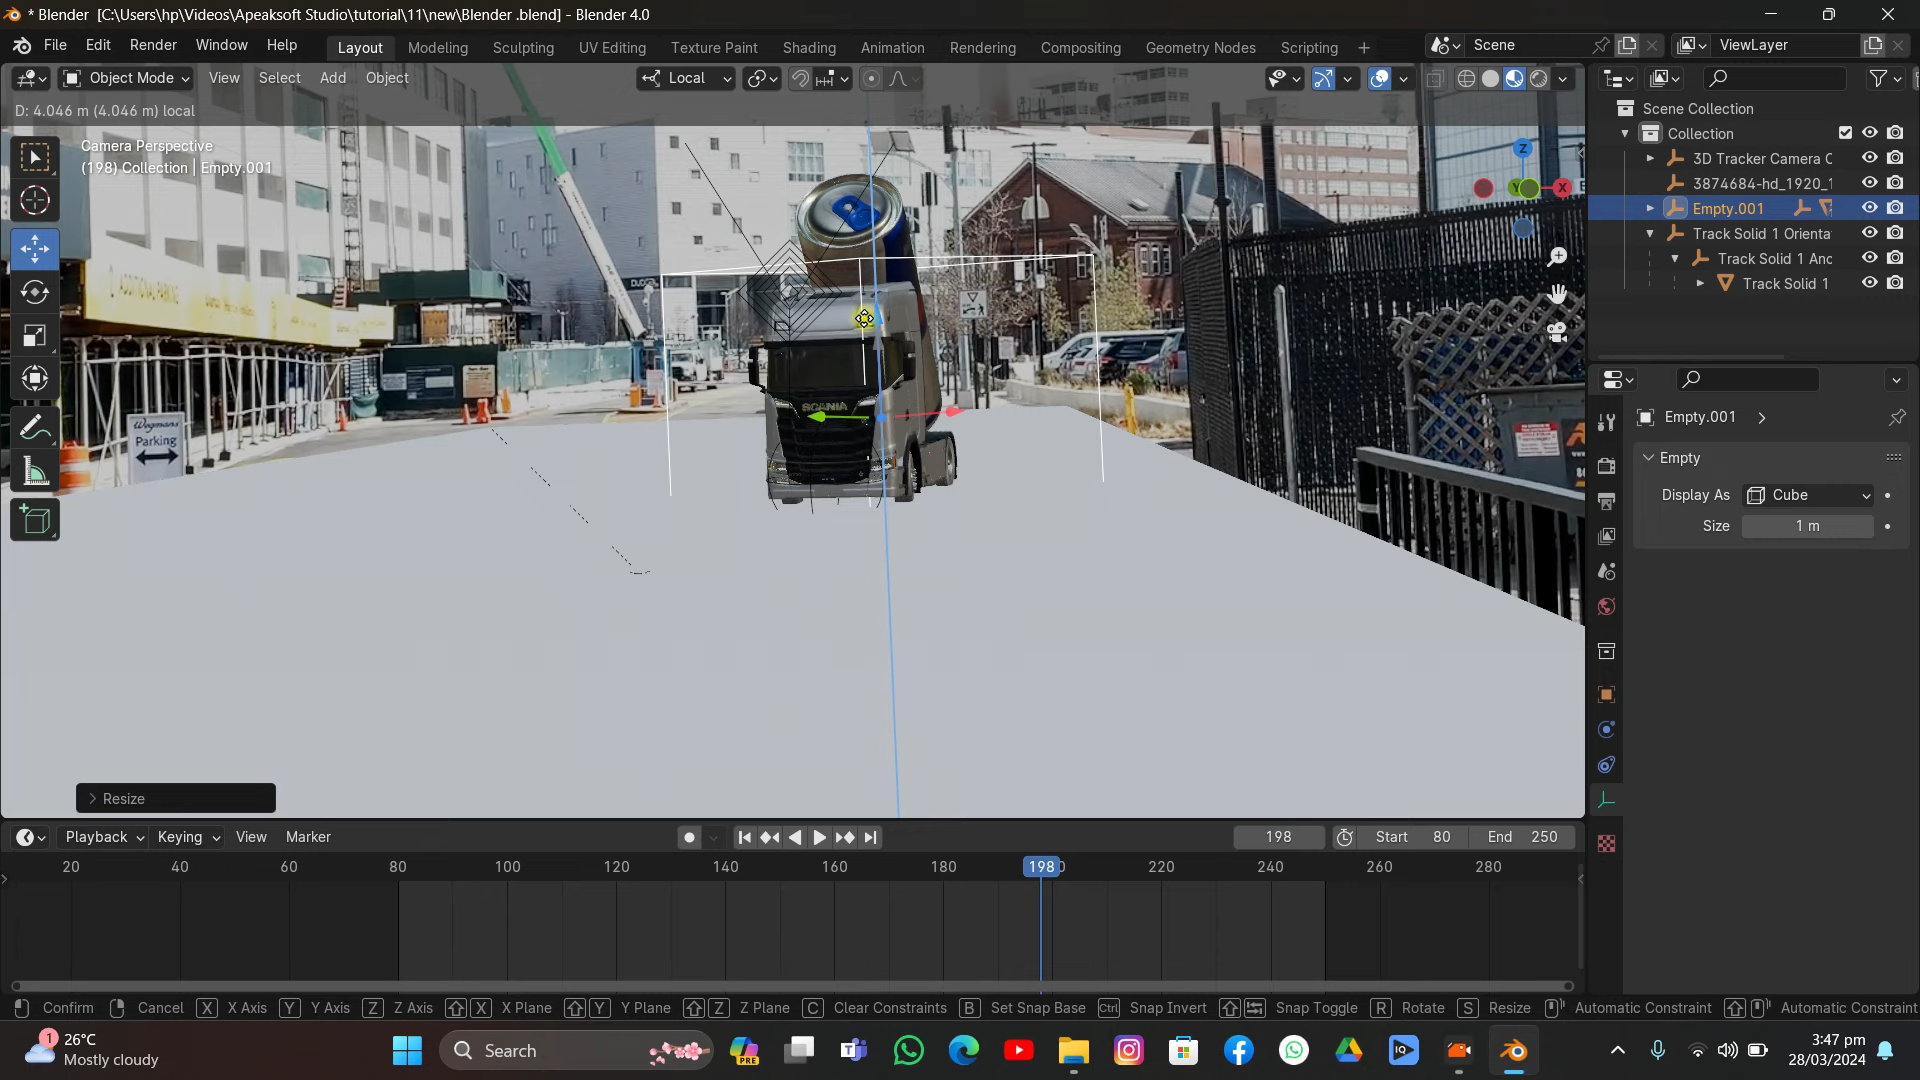 * Blender  [C:\Users\hp\Videos\Apeaksoft Studio\tutorial\11\new\Blender .blend] - Blender 4.0
File Edit Render Window Help
Layout Modeling Sculpting UV Editing Texture Paint Shading Animation Rendering Compositing Geometry Nodes Scripting +
Scene
ViewLayer
Object Mode View Select Add Object
Local
D: 4.046 m (4.046 m) local
Camera Perspective
(198) Collection | Empty.001
Z
Y
X
Scene Collection
Collection
3D Tracker Camera C
3874684-hd_1920_1
Empty.001
Track Solid 1 Orienta
Track Solid 1 Anc
Track Solid 1
Empty.001
Empty
Display As Cube
Size 1 m
ADDITIONAL PARKING
Wegmans
Parking
SCANIA
Resize
Playback Keying View Marker
198
Start 80
End 250
20 40 60 80 100 120 140 160 180 198 220 240 260 280
Confirm Cancel X X Axis Y Y Axis Z Z Axis X X Plane Y Y Plane Z Z Plane C Clear Constraints B Set Snap Base Ctrl Snap Invert Snap Toggle R Rotate S Resize Automatic Constraint Automatic Constraint
1
26°C
Mostly cloudy
Search
PRE
IQ
3:47 pm
28/03/2024